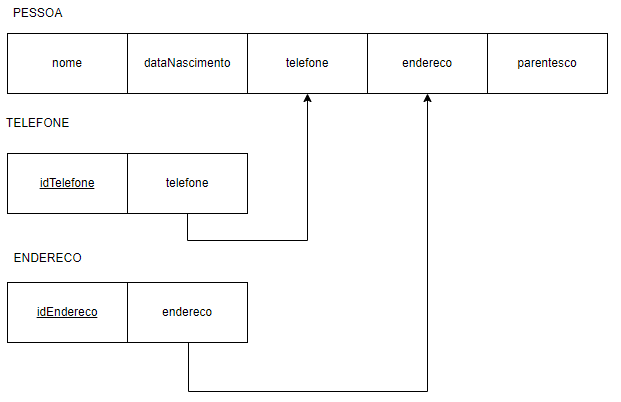 PESSOA
nome dataNascimento telefone endereco parentesco
TELEFONE
idTelefone telefone
ENDERECO
idEndereco endereco